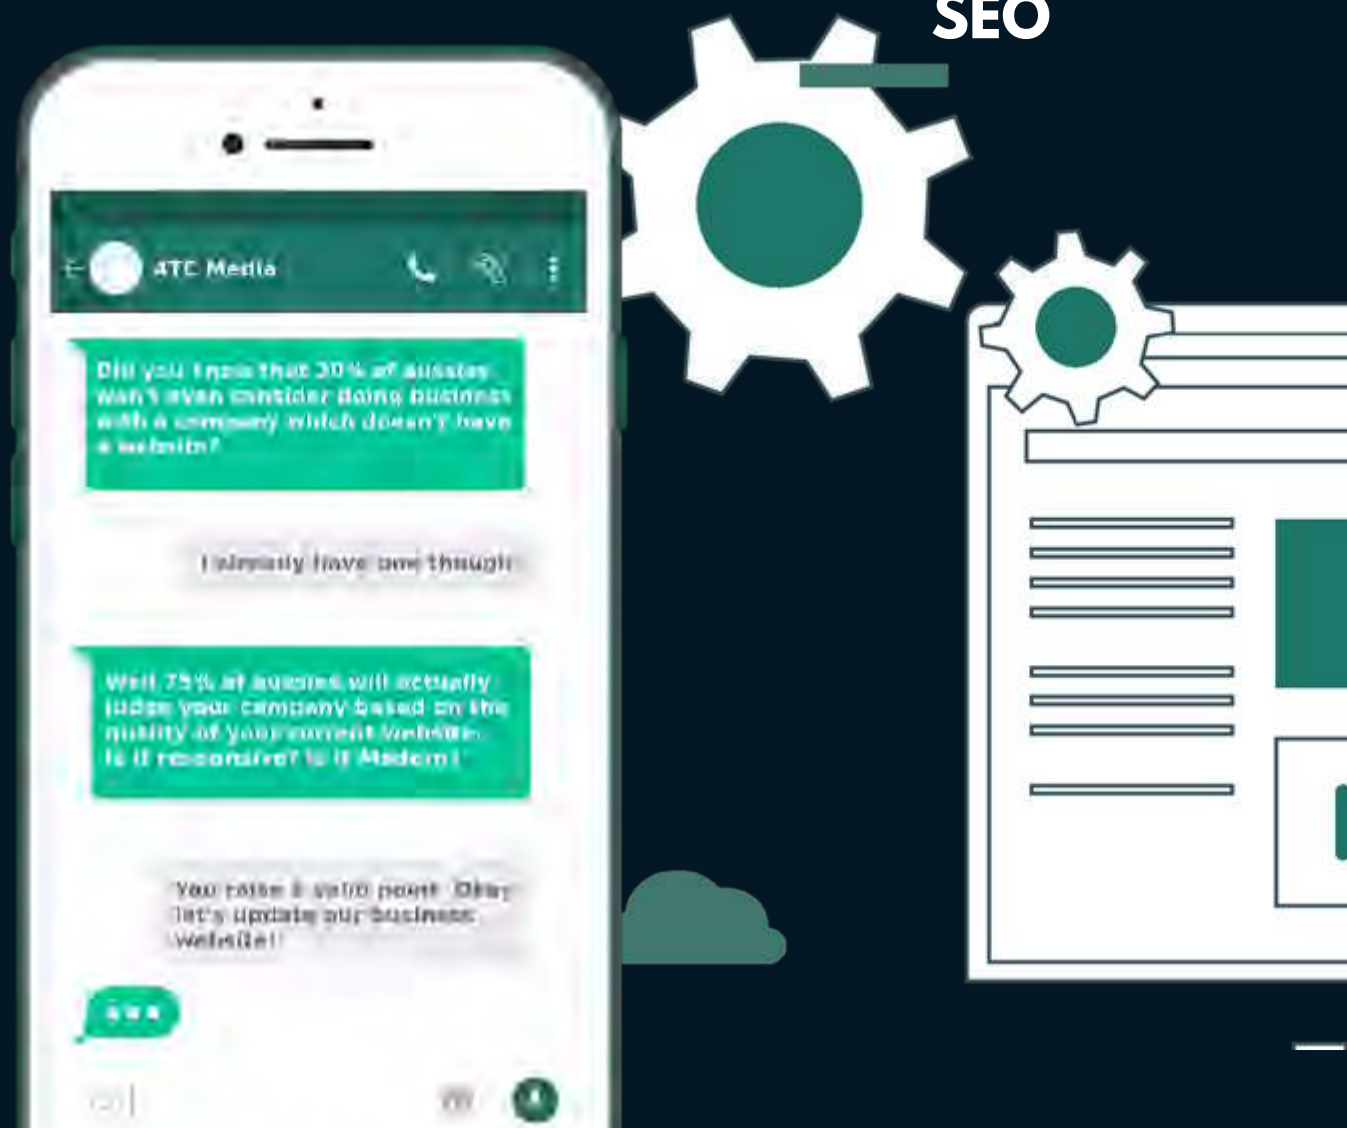 SEO
ATC Media
Did you know that 30% of aussies
won't even consider doing business
with a company which doesn't have
a website?
I already have one though
Well 75% of aussies will actually
judge your company based on the
quality of your current website.
Is it responsive? Is it Modern?
You raise a valid point. Okay
let's update our business
website!